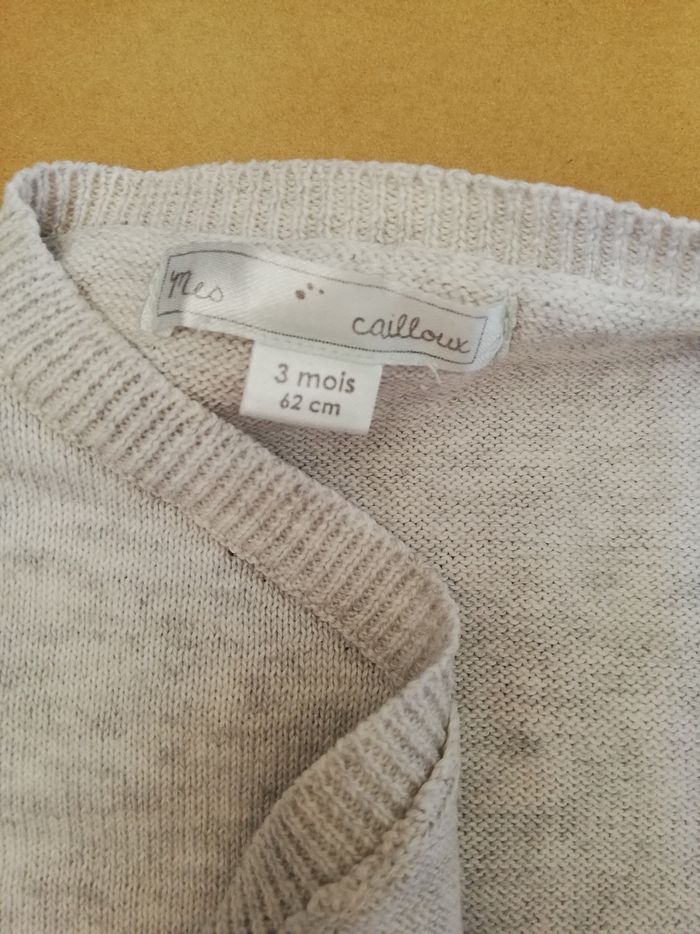 Mes
cailloux
3 mois
62 cm